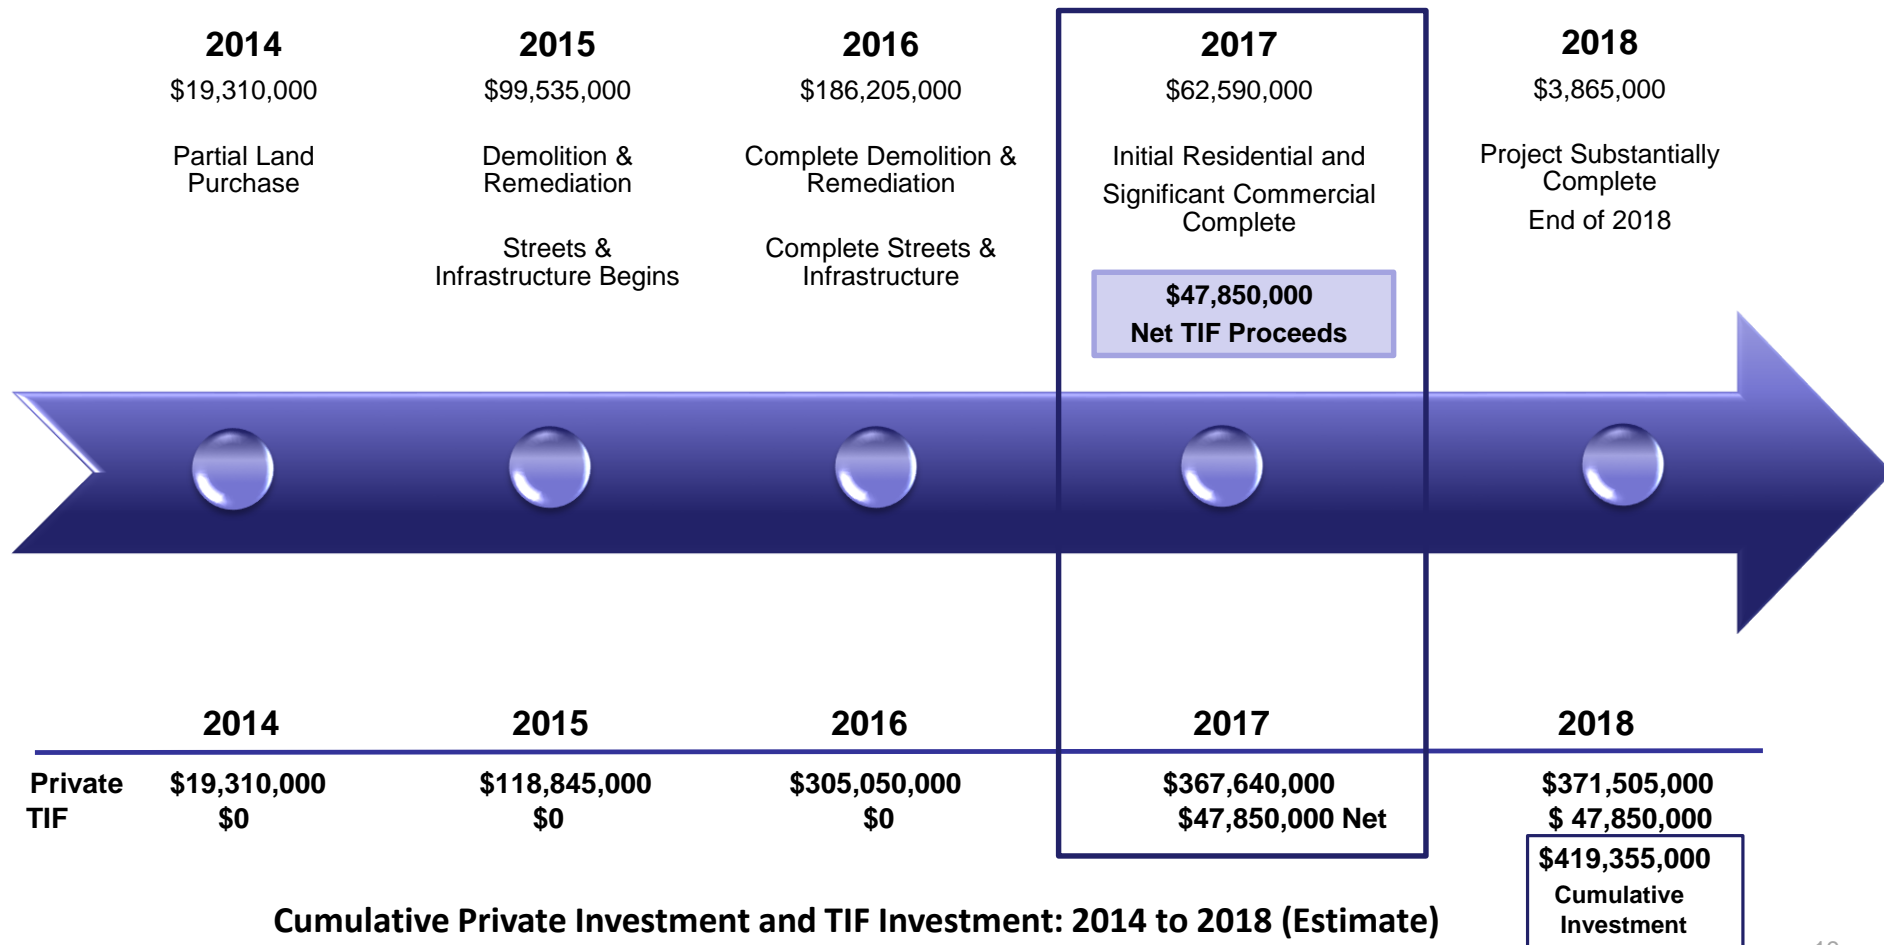 2014
$19,310,000
Partial Land
Purchase
2015
$99,535,000
Demolition &
Remediation
Streets &
Infrastructure Begins
2016
$186,205,000
Complete Demolition &
Remediation
Complete Streets &
Infrastructure
2017
$62,590,000
Initial Residential and
Significant Commercial
Complete
$47,850,000
Net TIF Proceeds
2018
$3,865,000
Project Substantially
Complete
End of 2018
2014 2015 2016 2017 2018
Private $19,310,000 $118,845,000 $305,050,000 $367,640,000 $371,505,000
TIF $0 $0 $0 $47,850,000 Net $ 47,850,000
$419,355,000
Cumulative
Investment
Cumulative Private Investment and TIF Investment: 2014 to 2018 (Estimate)